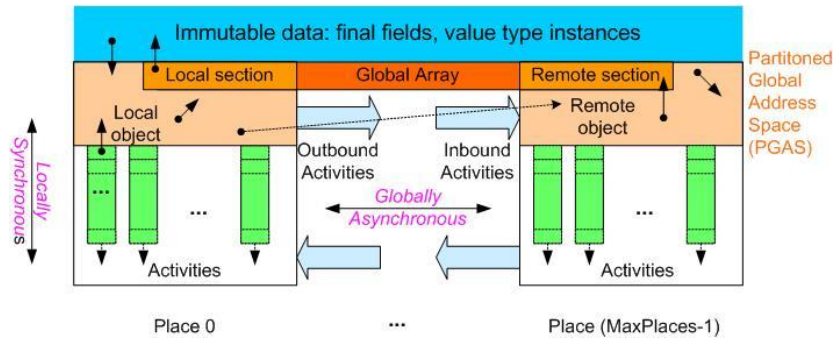 Immutable data: final fields, value type instances
Local section
Global Array
Remote section
Partitoned
Global
Address
Space
(PGAS)
Local
object
Remote
object
Outbound
Activities
Inbound
Activities
Locally
Synchronous
...
...
Globally
Asynchronous
...
Activities
Activities
Place 0
...
Place (MaxPlaces-1)